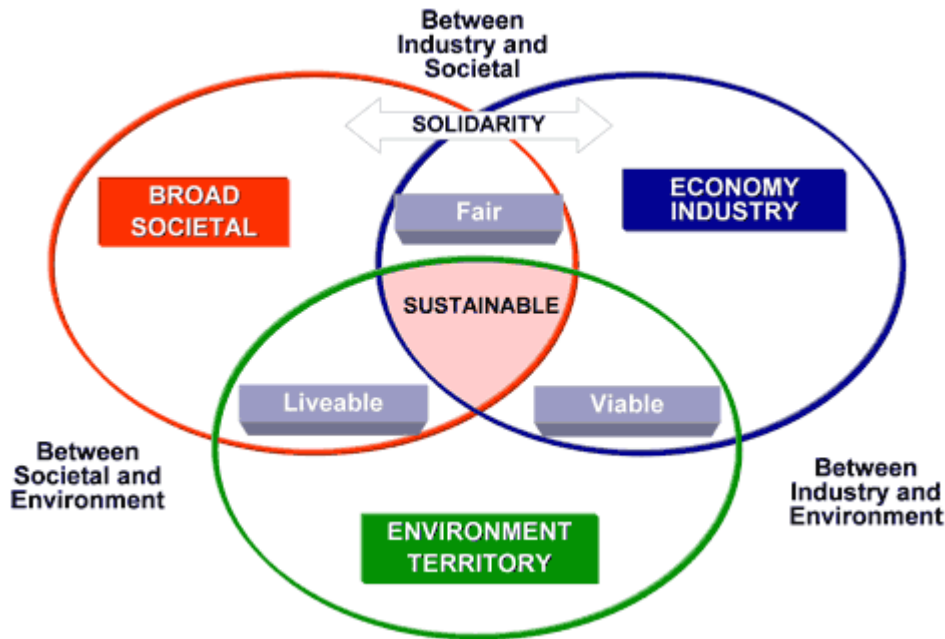 Between
Industry and
Societal
SOLIDARITY
BROAD
SOCIETAL
ECONOMY
INDUSTRY
Fair
SUSTAINABLE
Liveable
Viable
Between
Societal and
Environment
Between
Industry and
Environment
ENVIRONMENT
TERRITORY